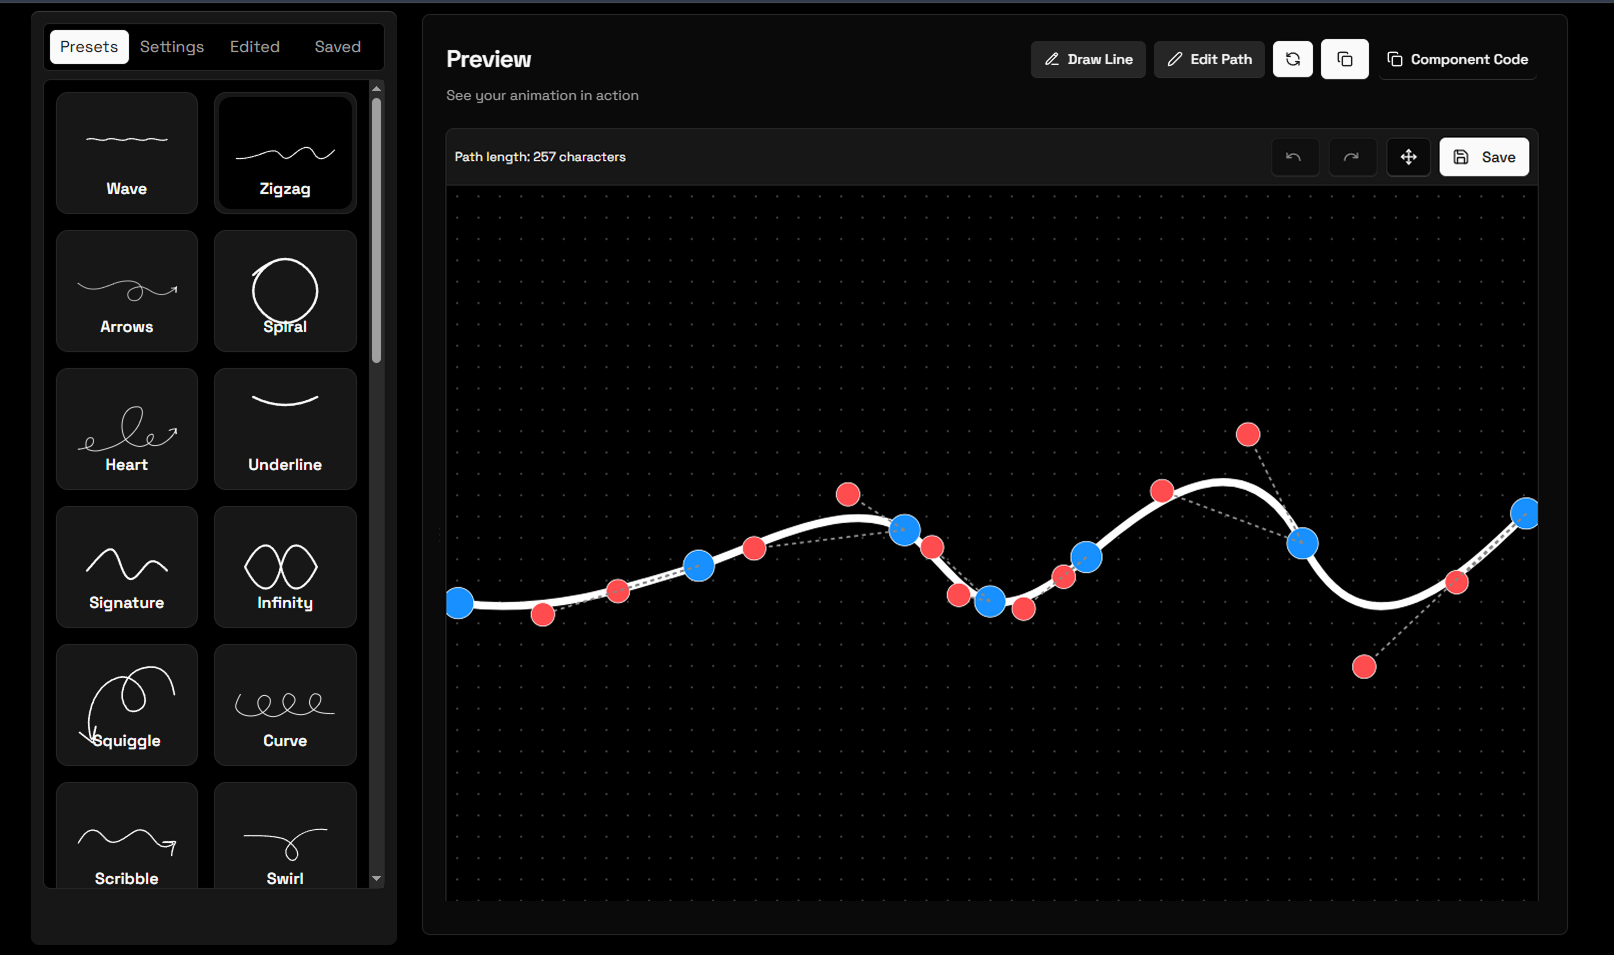 Presets Settings Edited Saved
Wave
Zigzag
Arrows
Spiral
Heart
Underline
Signature
Infinity
Squiggle
Curve
Scribble
Swirl
Preview
See your animation in action
Draw Line
Edit Path
Component Code
Path length: 257 characters
Save